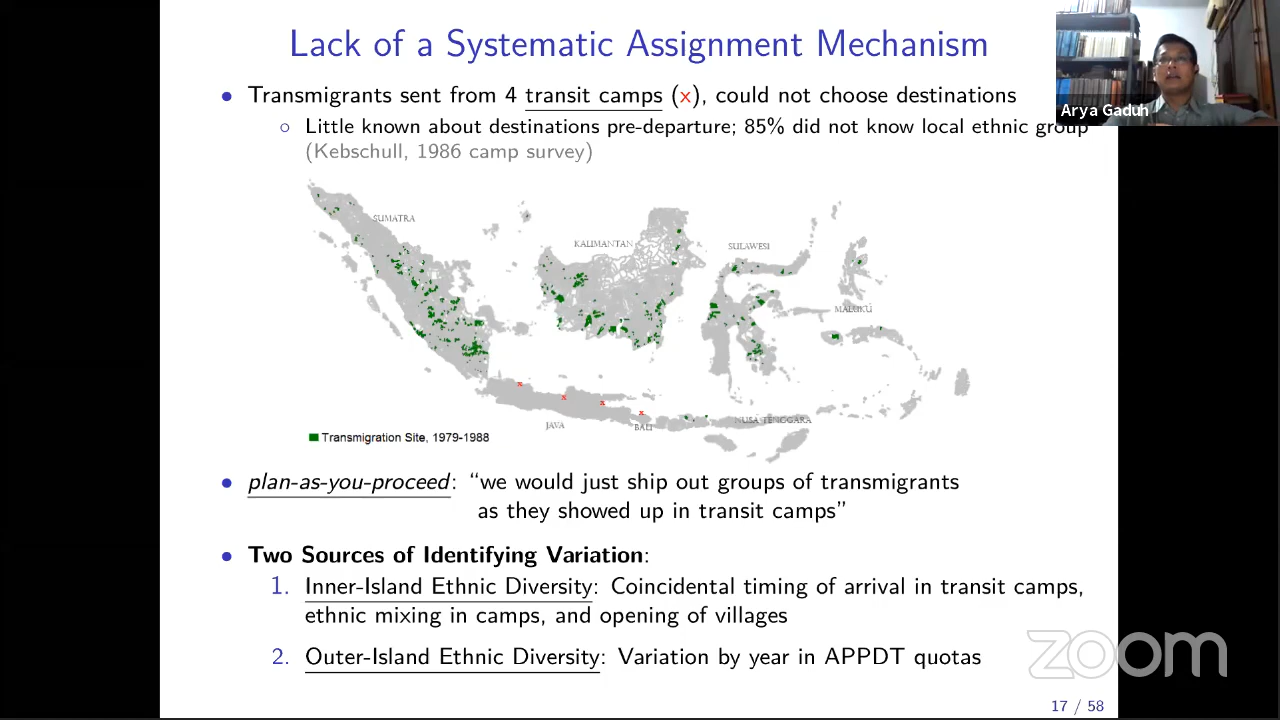 Lack of a Systematic Assignment Mechanism
Arya Gaduh
• Transmigrants sent from 4 transit camps (x), could not choose destinations
○ Little known about destinations pre-departure; 85% did not know local ethnic group
(Kebschull, 1986 camp survey)
SUMATRA
KALIMANTAN
SULAWESI
MALUKU
x
x
x
x
JAVA
BALI
NUSA TENGGARA
Transmigration Site, 1979-1988
• plan-as-you-proceed: “we would just ship out groups of transmigrants
as they showed up in transit camps”
• Two Sources of Identifying Variation:
1. Inner-Island Ethnic Diversity: Coincidental timing of arrival in transit camps,
ethnic mixing in camps, and opening of villages
2. Outer-Island Ethnic Diversity: Variation by year in APPDT quotas
zoom
17 / 58